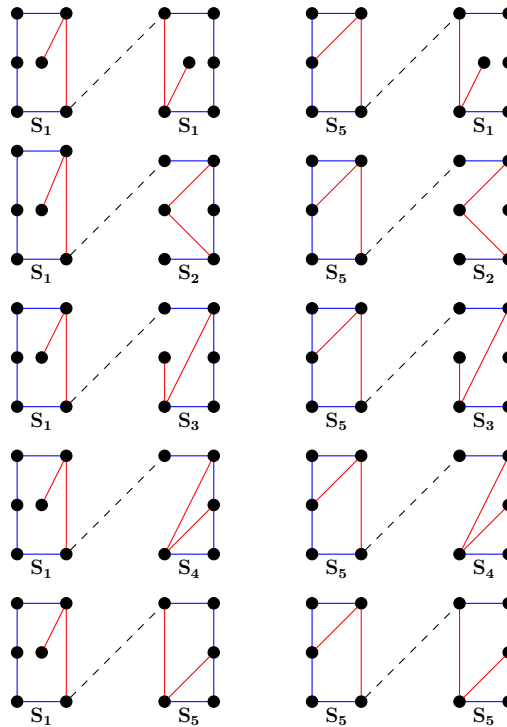 S₁ S₁ S₅ S₁
S₁ S₂ S₅ S₂
S₁ S₃ S₅ S₃
S₁ S₄ S₅ S₄
S₁ S₅ S₅ S₅